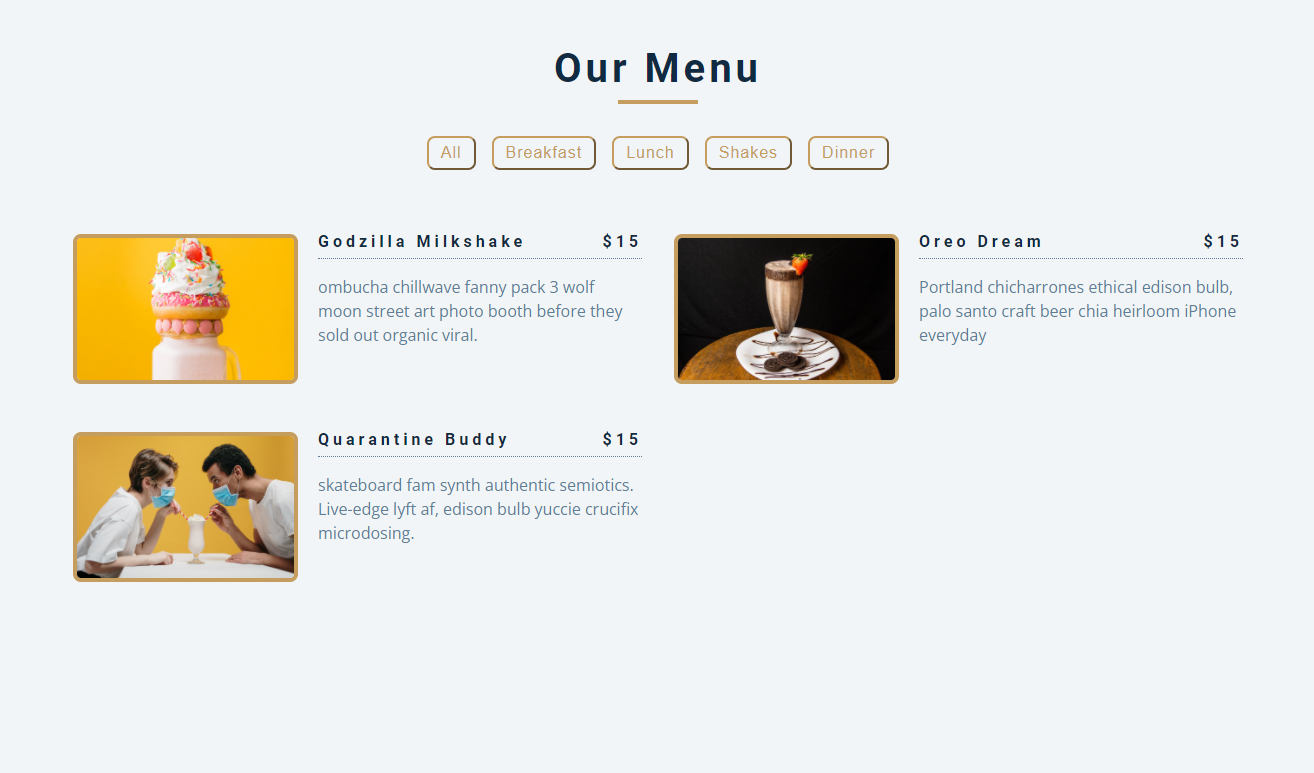 Our Menu
All Breakfast Lunch Shakes Dinner
Godzilla Milkshake $15
ombucha chillwave fanny pack 3 wolf
moon street art photo booth before they
sold out organic viral.
Oreo Dream $15
Portland chicharrones ethical edison bulb,
palo santo craft beer chia heirloom iPhone
everyday
Quarantine Buddy $15
skateboard fam synth authentic semiotics.
Live-edge lyft af, edison bulb yuccie crucifix
microdosing.